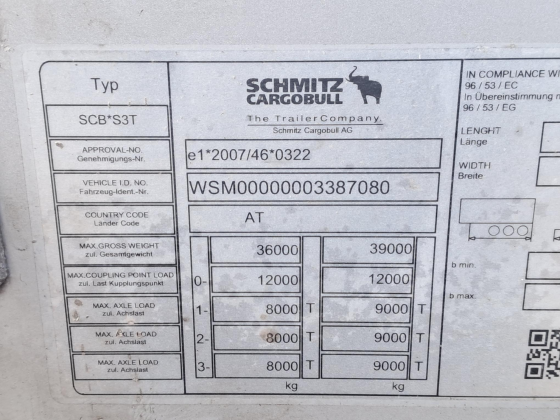 Typ
SCHMITZ
CARGOBULL
The TrailerCompany.
Schmitz Cargobull AG
SCB*S3T
APPROVAL-NO.
Genehmigungs-Nr.
e1*2007/46*0322
VEHICLE I.D. NO.
Fahrzeug-Ident.-Nr.
WSM00000003387080
COUNTRY CODE
Länder Code
AT
MAX.GROSS WEIGHT
zul. Gesamtgewicht
36000 39000
MAX.COUPLING POINT LOAD
zul. Last Kupplungspunkt
0- 12000 12000
MAX. AXLE LOAD
zul. Achslast
1- 8000 T 9000 T
MAX. AXLE LOAD
zul. Achslast
2- 8000 T 9000 T
MAX. AXLE LOAD
zul. Achslast
3- 8000 T 9000 T
kg kg
IN COMPLIANCE WI
96 / 53 / EC
In Übereinstimmung m
96 / 53 / EG
LENGHT
Länge
WIDTH
Breite
b min.
b max.